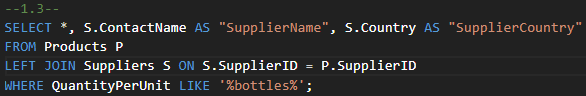 --1.3--
SELECT *, S.ContactName AS "SupplierName", S.Country AS "SupplierCountry"
FROM Products P
LEFT JOIN Suppliers S ON S.SupplierID = P.SupplierID
WHERE QuantityPerUnit LIKE '%bottles%';